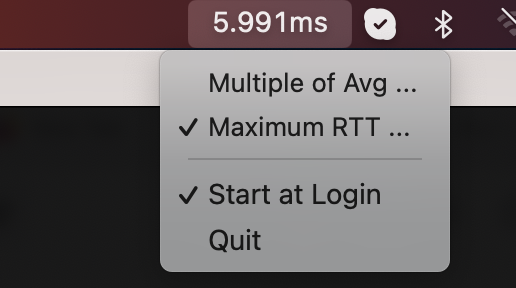 5.991ms
Multiple of Avg ...
Maximum RTT ...
Start at Login
Quit